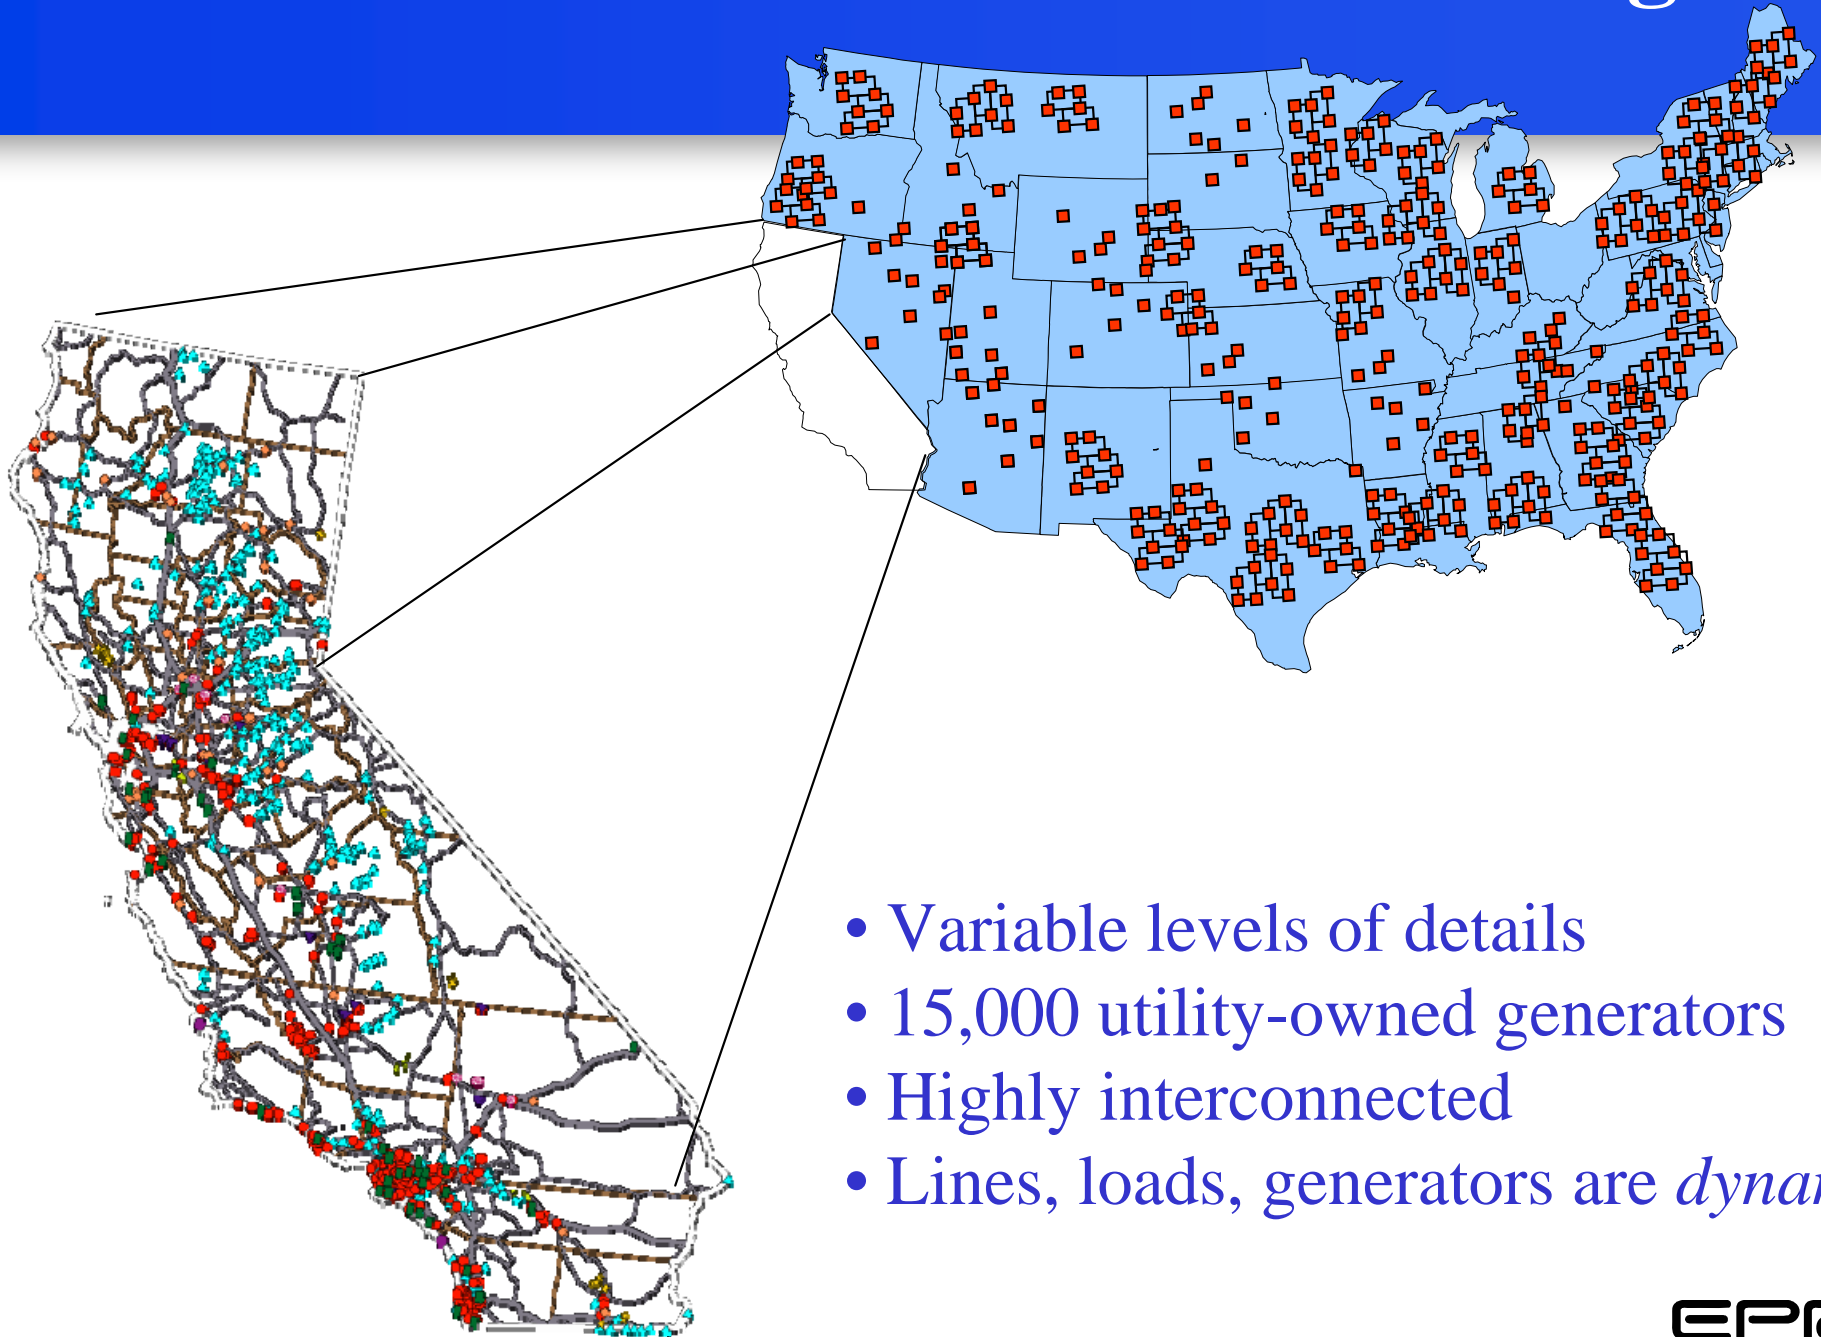 • Variable levels of details
• 15,000 utility-owned generators
• Highly interconnected
• Lines, loads, generators are